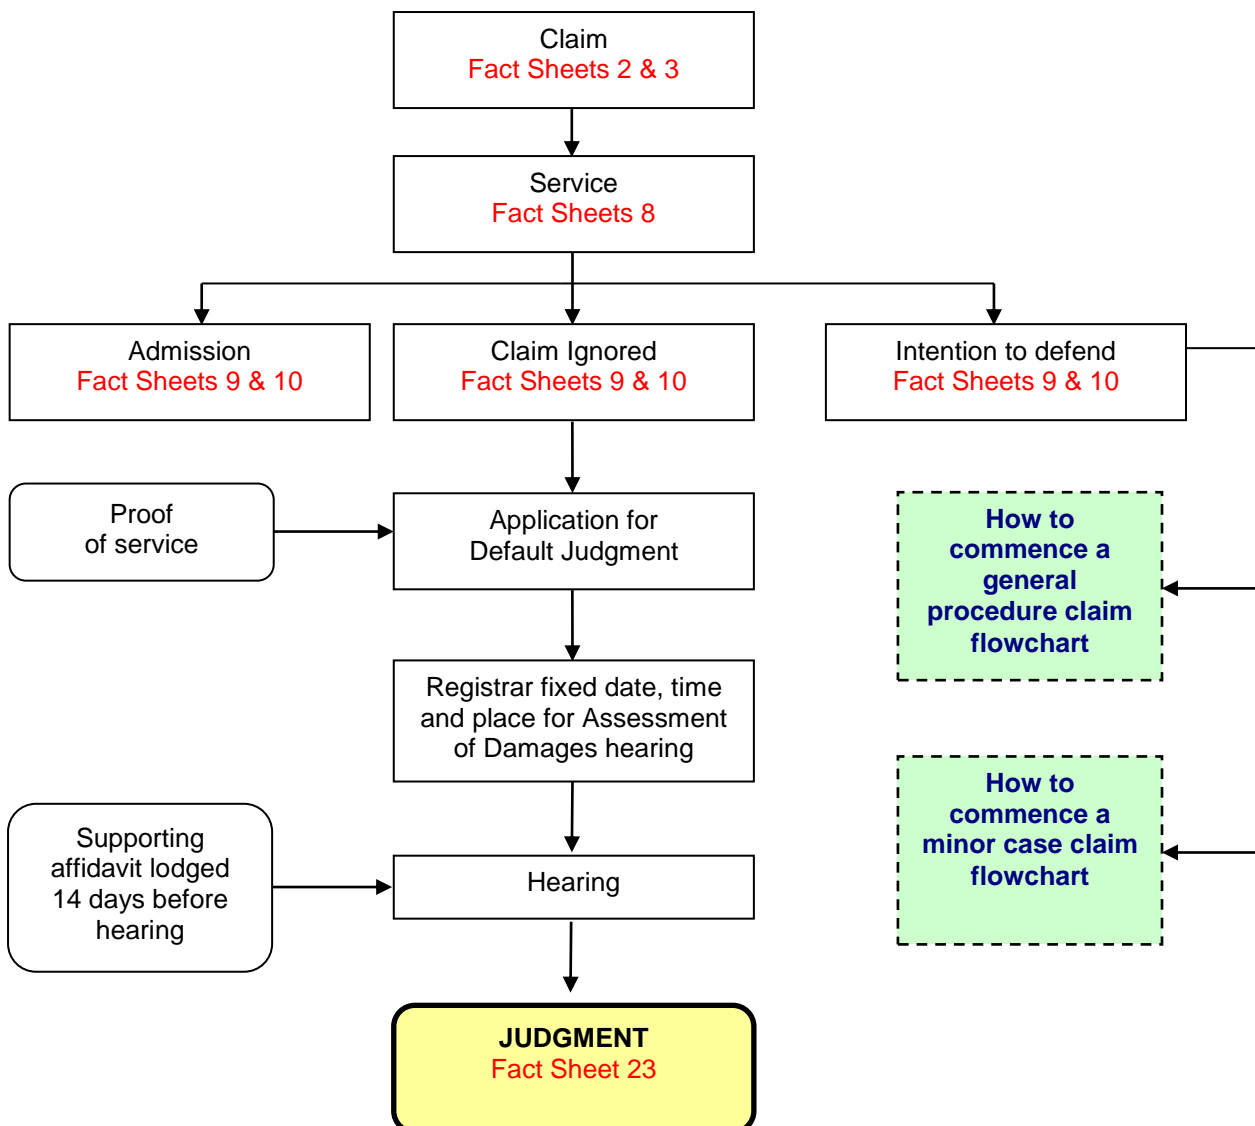 Claim
Fact Sheets 2 & 3
Service
Fact Sheets 8
Admission
Fact Sheets 9 & 10
Claim Ignored
Fact Sheets 9 & 10
Intention to defend
Fact Sheets 9 & 10
Proof
of service
Application for
Default Judgment
How to
commence a
general
procedure claim
flowchart
Registrar fixed date, time
and place for Assessment
of Damages hearing
How to
commence a
minor case claim
flowchart
Supporting
affidavit lodged
14 days before
hearing
Hearing
JUDGMENT
Fact Sheet 23